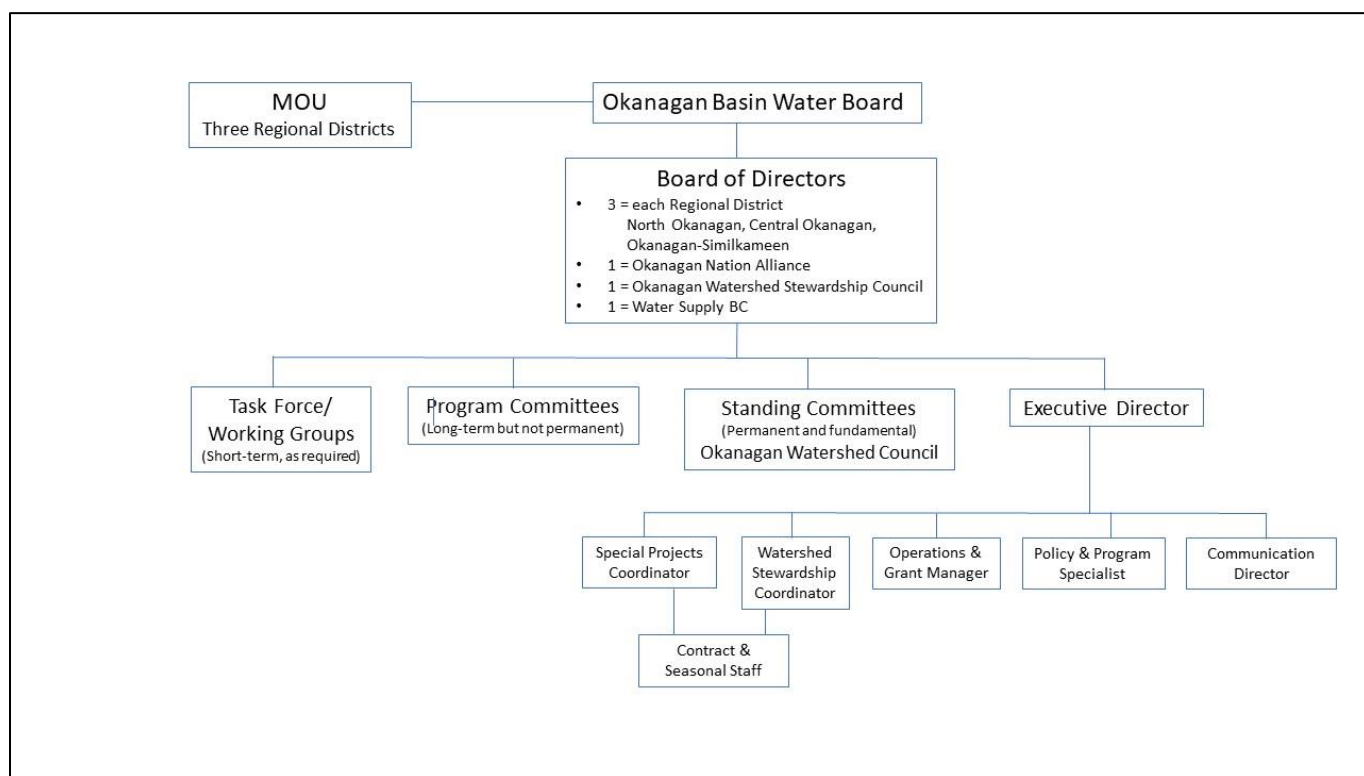 MOU
Three Regional Districts
Okanagan Basin Water Board
Board of Directors
• 3 = each Regional District
North Okanagan, Central Okanagan,
Okanagan-Similkameen
• 1 = Okanagan Nation Alliance
• 1 = Okanagan Watershed Stewardship Council
• 1 = Water Supply BC
Task Force/
Working Groups
(Short-term, as required)
Program Committees
(Long-term but not permanent)
Standing Committees
(Permanent and fundamental)
Okanagan Watershed Council
Executive Director
Special Projects
Coordinator
Watershed
Stewardship
Coordinator
Operations &
Grant Manager
Policy & Program
Specialist
Communication
Director
Contract &
Seasonal Staff